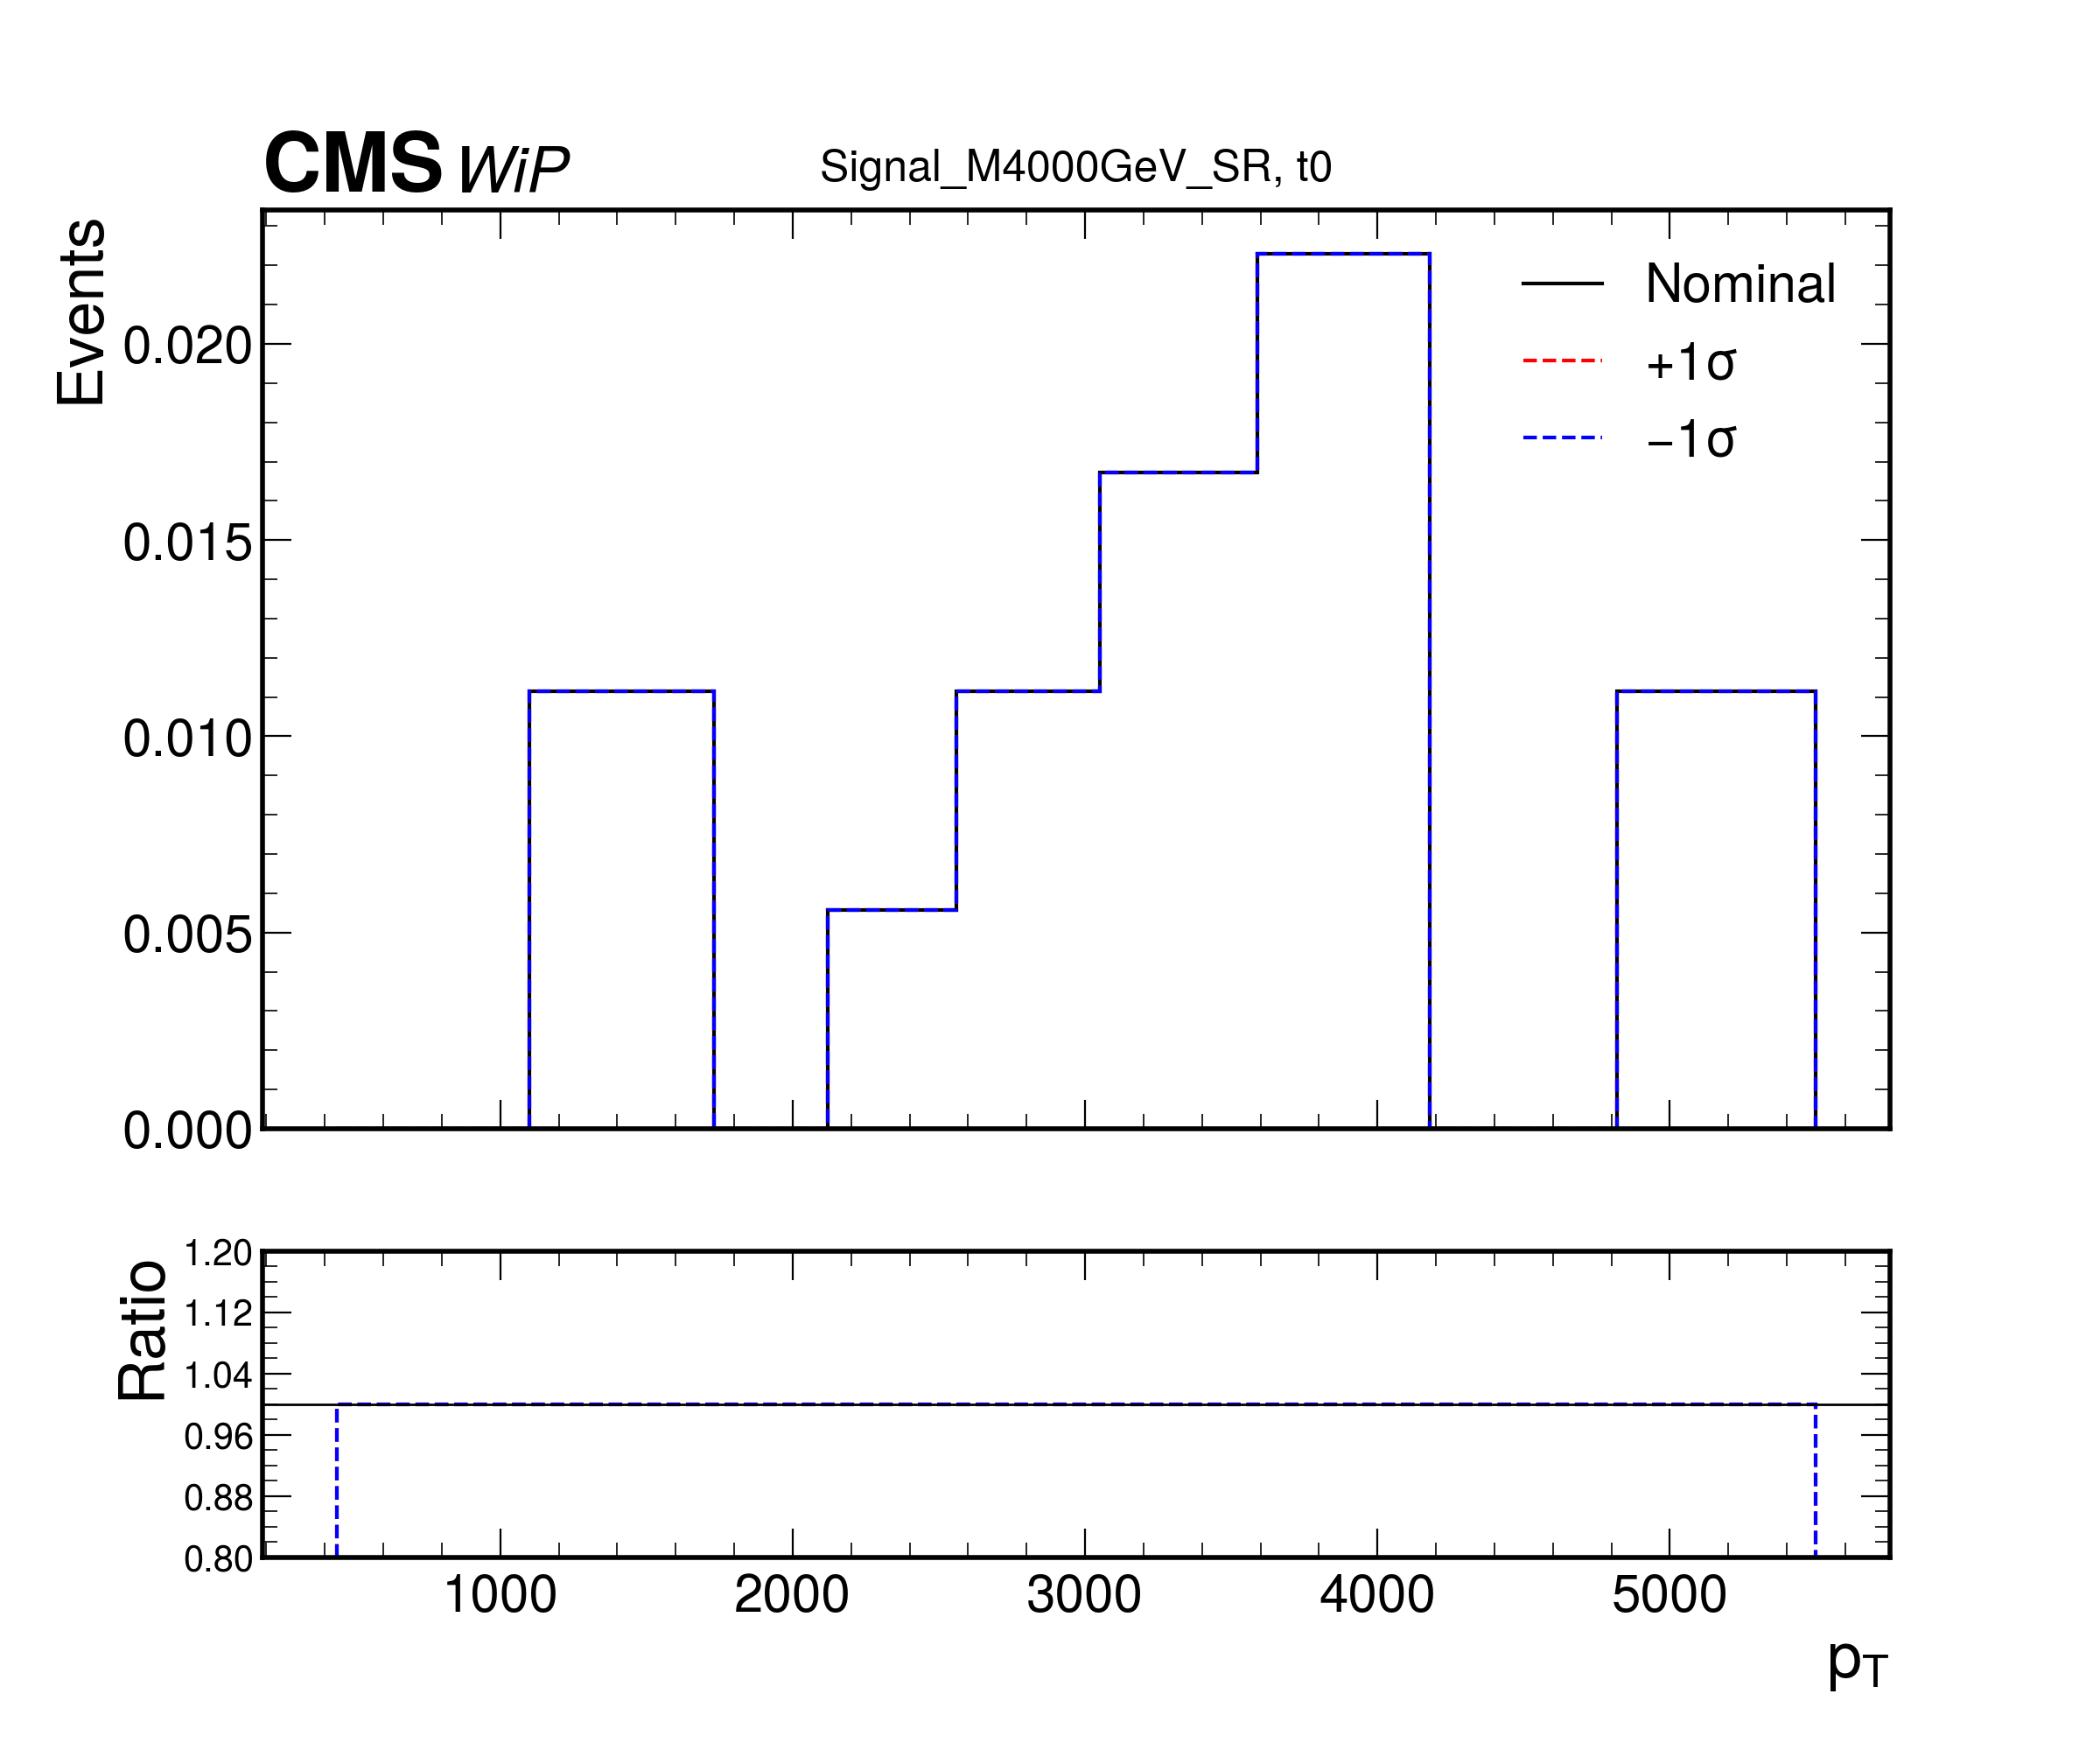 CMS WiP Signal_M4000GeV_SR, t0
Events
0.020
0.015
0.010
0.005
0.000
Nominal
+1σ
−1σ
Ratio
1.20
1.12
1.04
0.96
0.88
0.80
1000 2000 3000 4000 5000
pT